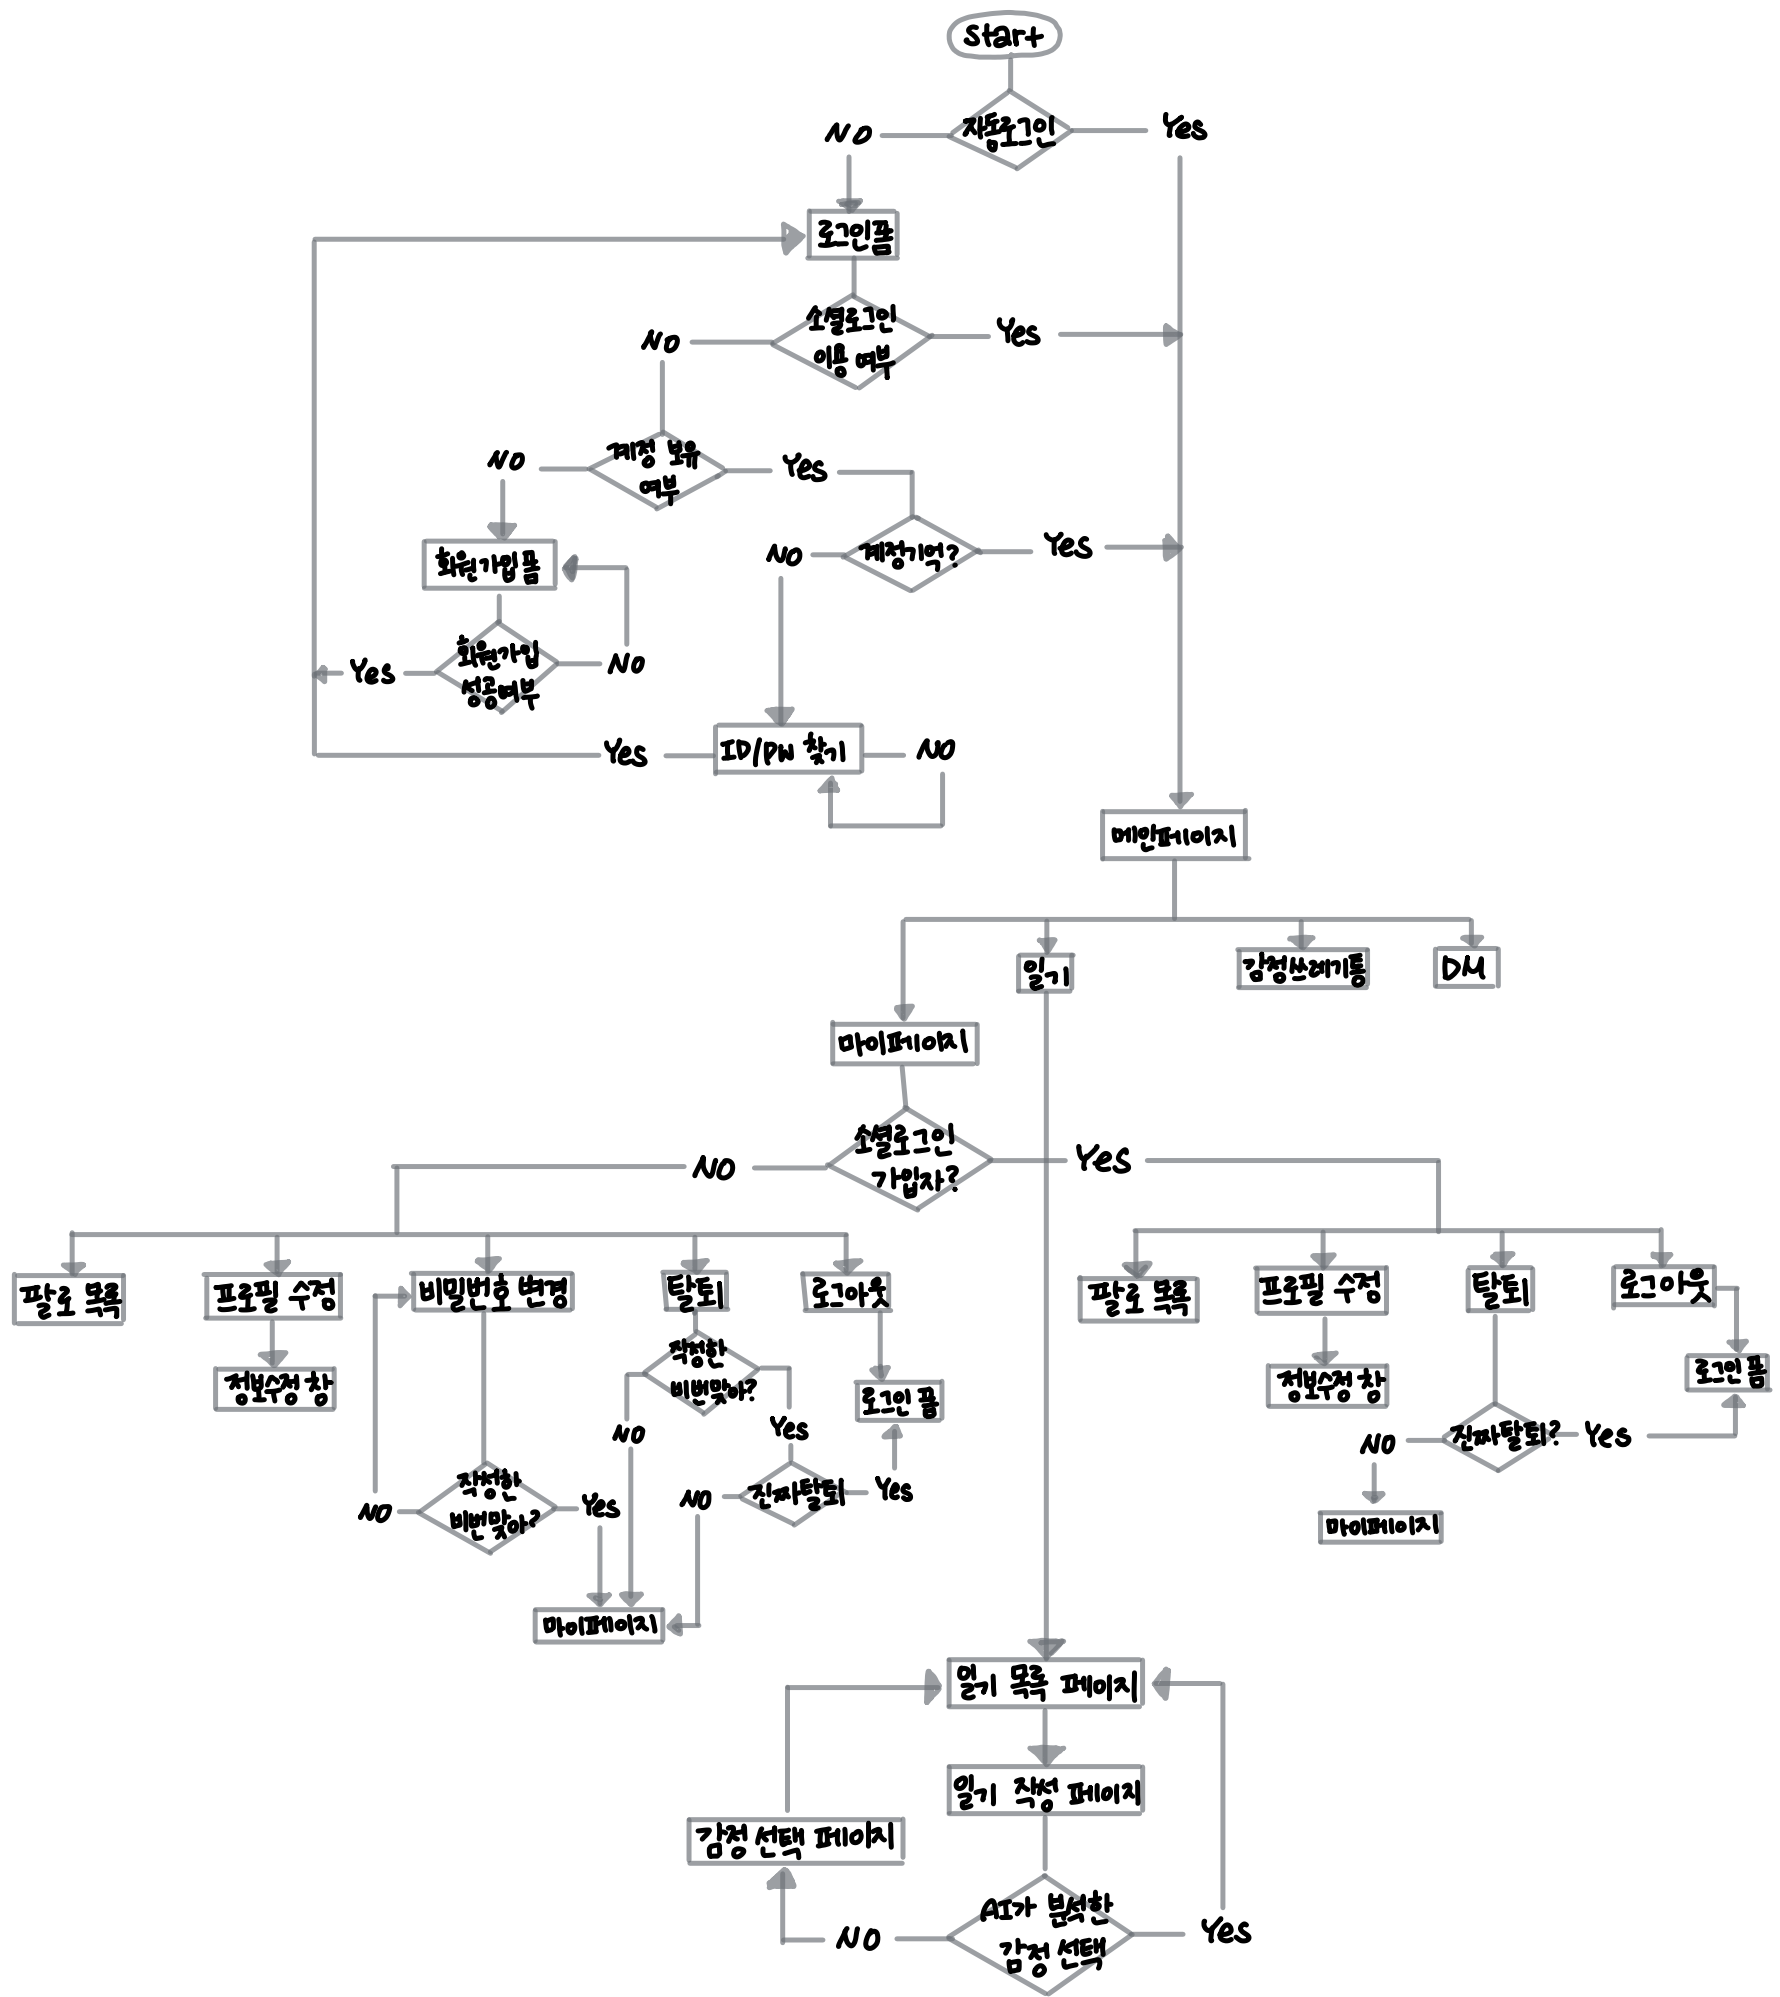 Start
자동로그인
NO
Yes
로그인폼
소셜로그인
이용 여부
NO
Yes
계정 보유
여부
NO
Yes
계정기억?
NO
Yes
회원가입폼
회원가입
성공여부
Yes
NO
ID/PW 찾기
Yes
NO
메인페이지
일기
감정쓰레기통
DM
마이페이지
소셜로그인
가입자?
NO
Yes
팔로 목록
프로필 수정
비밀번호 변경
탈퇴
로그아웃
팔로 목록
프로필 수정
탈퇴
로그아웃
정보수정 창
작성한
비번맞아?
로그인 폼
정보수정 창
로그인 폼
NO
Yes
진짜탈퇴?
NO
Yes
작성한
비번맞아?
NO
Yes
진짜탈퇴
NO
Yes
마이페이지
마이페이지
일기 목록 페이지
일기 작성 페이지
감정 선택 페이지
AI가 분석한
감정 선택
NO
Yes